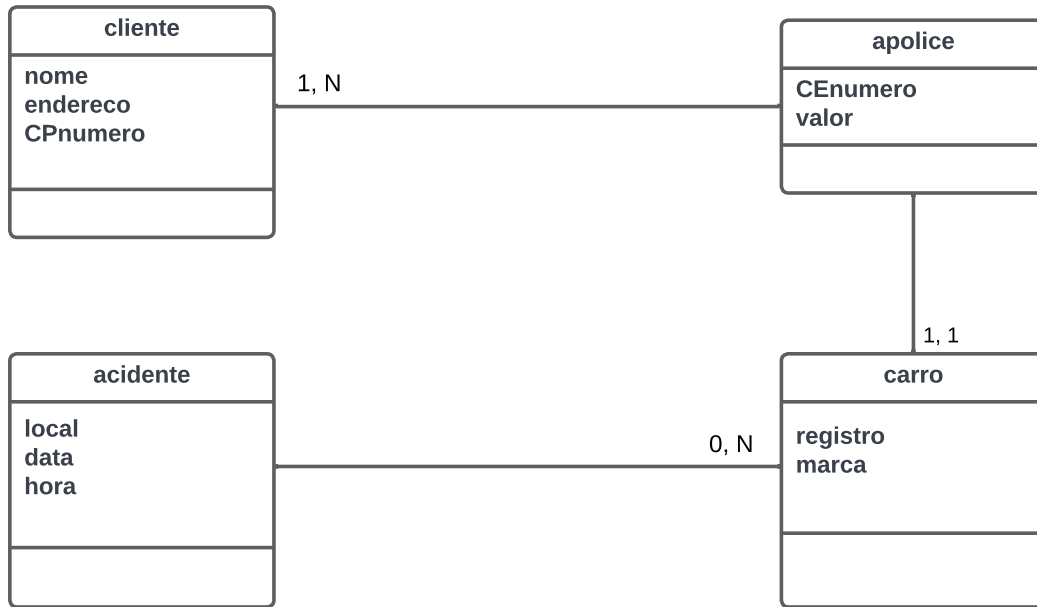 cliente
nome
endereco
CPnumero
1, N
apolice
CEnumero
valor
1, 1
acidente
local
data
hora
0, N
carro
registro
marca